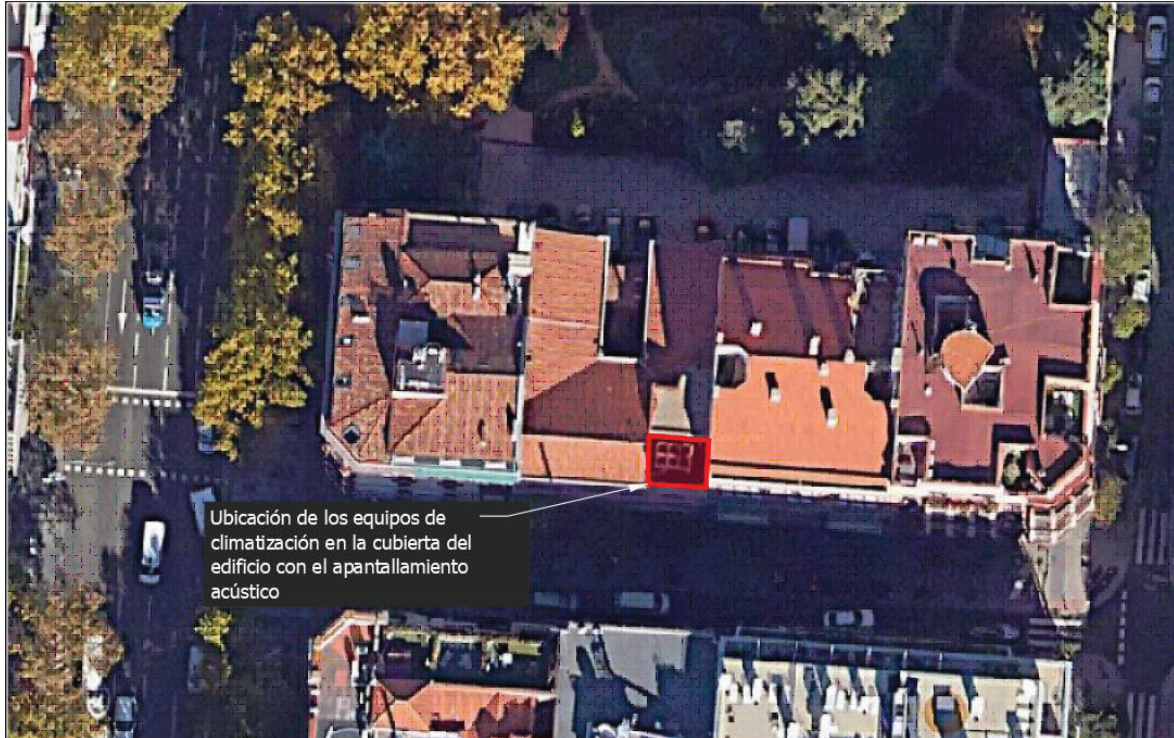 Ubicación de los equipos de
climatización en la cubierta del
edificio con el apantallamiento
acústico